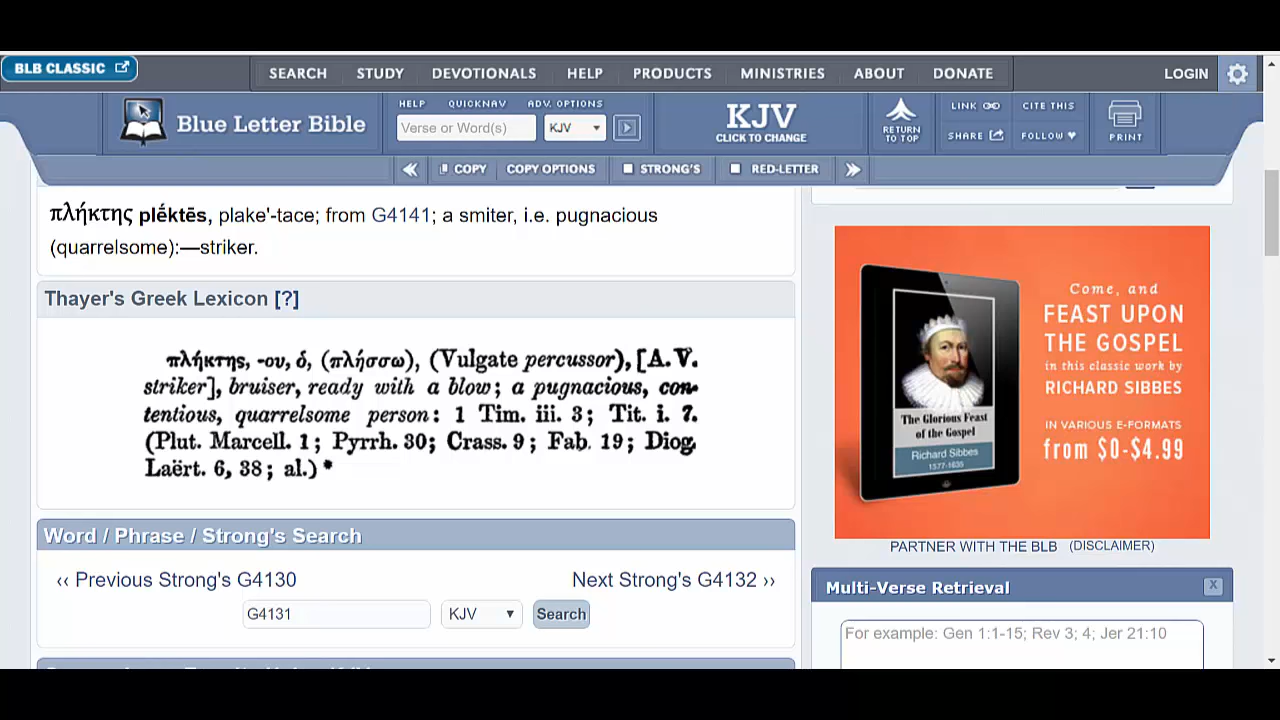 BLB CLASSIC
SEARCH STUDY DEVOTIONALS HELP PRODUCTS MINISTRIES ABOUT DONATE LOGIN
Blue Letter Bible
HELP QUICKNAV ADV. OPTIONS
Verse or Word(s) KJV
KJV
CLICK TO CHANGE
RETURN
TO TOP
LINK CITE THIS
SHARE FOLLOW
PRINT
COPY COPY OPTIONS STRONG'S RED-LETTER
πλήκτης plḗktēs, plake'-tace; from G4141; a smiter, i.e. pugnacious
(quarrelsome):—striker.
Thayer's Greek Lexicon [?]
πλήκτης, -ου, ὁ, (πλήσσω), (Vulgate percussor), [A.V.
striker], bruiser, ready with a blow; a pugnacious, con-
tentious, quarrelsome person: 1 Tim. iii. 3; Tit. i. 7.
(Plut. Marcell. 1; Pyrrh. 30; Crass. 9; Fab. 19; Diog.
Laërt. 6, 38; al.) *
Word / Phrase / Strong's Search
‹‹ Previous Strong's G4130 Next Strong's G4132 ››
G4131 KJV Search
Come, and
FEAST UPON
THE GOSPEL
in this classic work by
RICHARD SIBBES
IN VARIOUS E-FORMATS
from $0-$4.99
The Glorious Feast
of the Gospel
Richard Sibbes
1577-1635
PARTNER WITH THE BLB (DISCLAIMER)
Multi-Verse Retrieval X
For example: Gen 1:1-15; Rev 3; 4; Jer 21:10